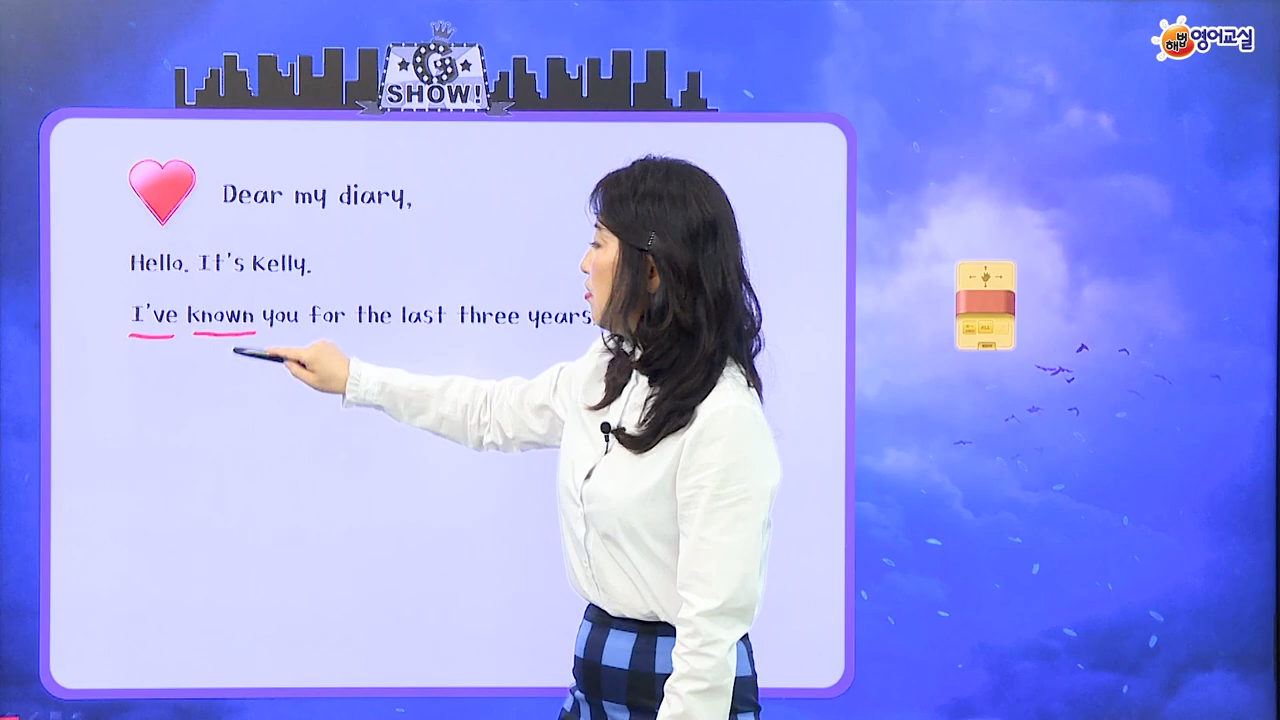 해법영어교실
G
SHOW!
Dear my diary,
Hello. It's Kelly.
I've known you for the last three years
ALL